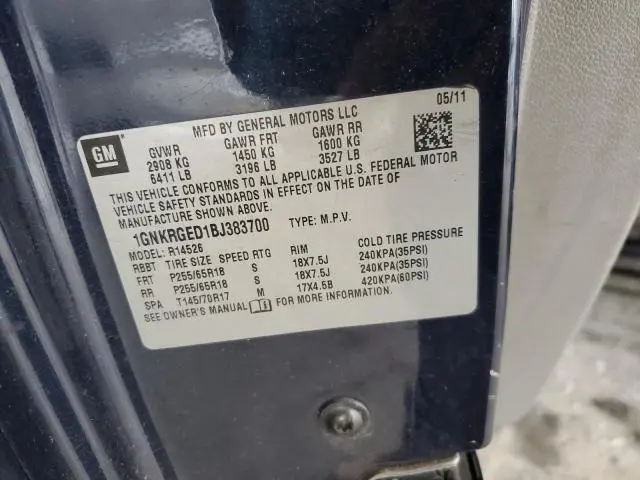 GM
MFD BY GENERAL MOTORS LLC
05/11
GVWR GAWR FRT GAWR RR
2908 KG 1450 KG 1600 KG
6411 LB 3196 LB 3527 LB
THIS VEHICLE CONFORMS TO ALL APPLICABLE U.S. FEDERAL MOTOR
VEHICLE SAFETY STANDARDS IN EFFECT ON THE DATE OF
MANUFACTURE SHOWN ABOVE.
1GNKRGED1BJ383700 TYPE: M.P.V.
MODEL: R14526
RBBT TIRE SIZE SPEED RTG RIM COLD TIRE PRESSURE
FRT P255/65R18 S 18X7.5J 240KPA(35PSI)
RR P255/65R18 S 18X7.5J 240KPA(35PSI)
SPA T145/70R17 M 17X4.5B 420KPA(60PSI)
SEE OWNER'S MANUAL FOR MORE INFORMATION.